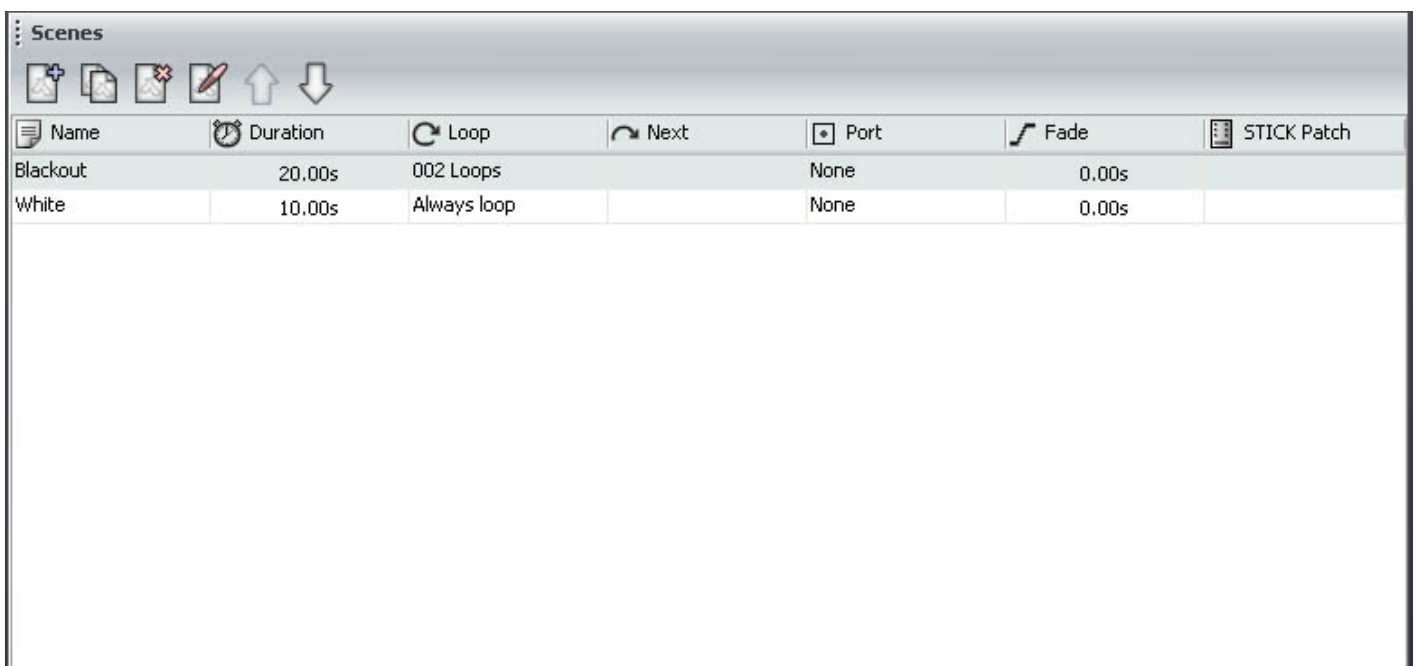 Scenes
Name Duration Loop Next Port Fade STICK Patch
Blackout 20.00s 002 Loops None 0.00s
White 10.00s Always loop None 0.00s